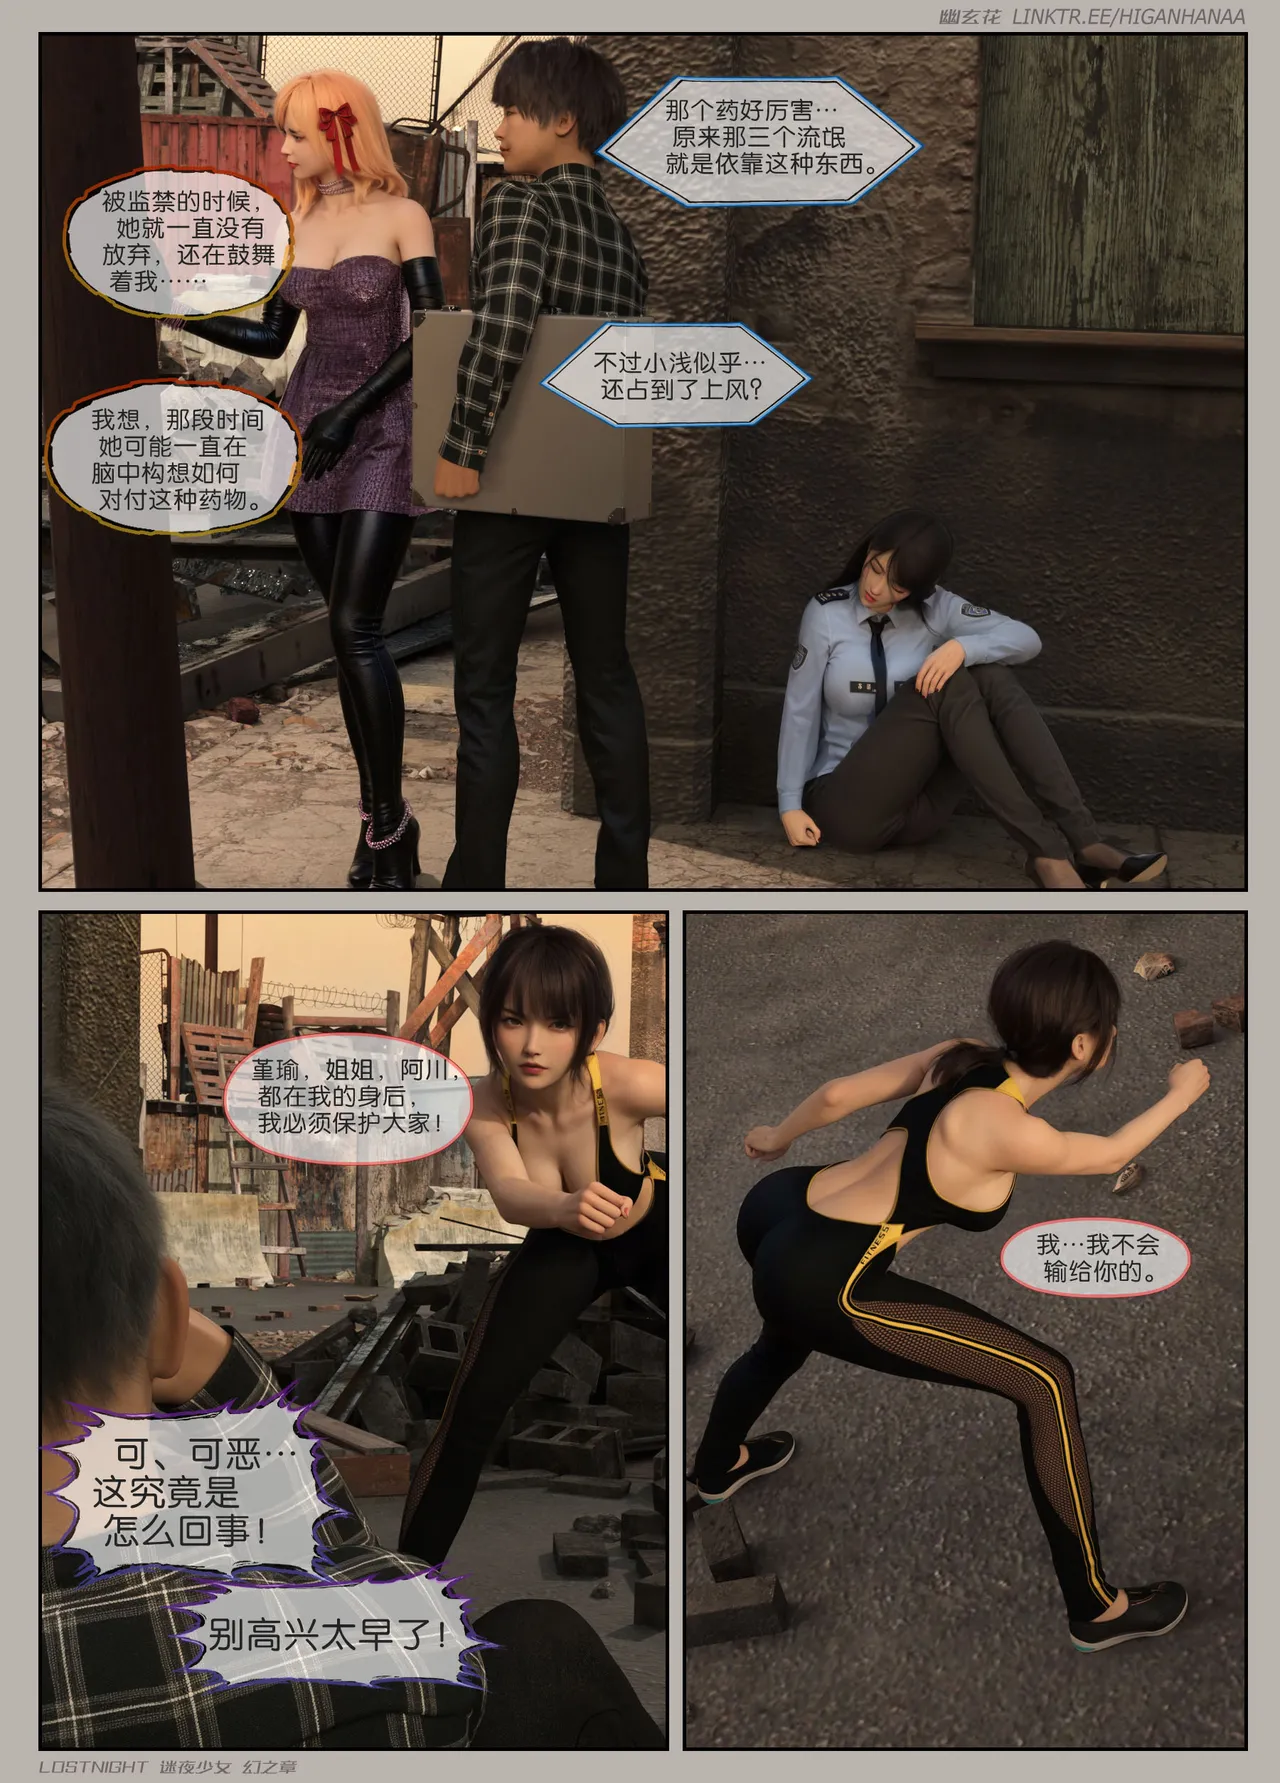 幽玄花 LINKTR.EE/HIGANHANAA
那个药好厉害…
原来那三个流氓
就是依靠这种东西。
被监禁的时候，
她就一直没有
放弃，还在鼓舞
着我……
不过小浅似乎…
还占到了上风？
我想，那段时间
她可能一直在
脑中构想如何
对付这种药物。
堇瑜，姐姐，阿川，
都在我的身后，
我必须保护大家！
可、可恶…
这究竟是
怎么回事！
别高兴太早了！
FITNESS
我…我不会
输给你的。
LOSTNIGHT 迷夜少女 幻之章